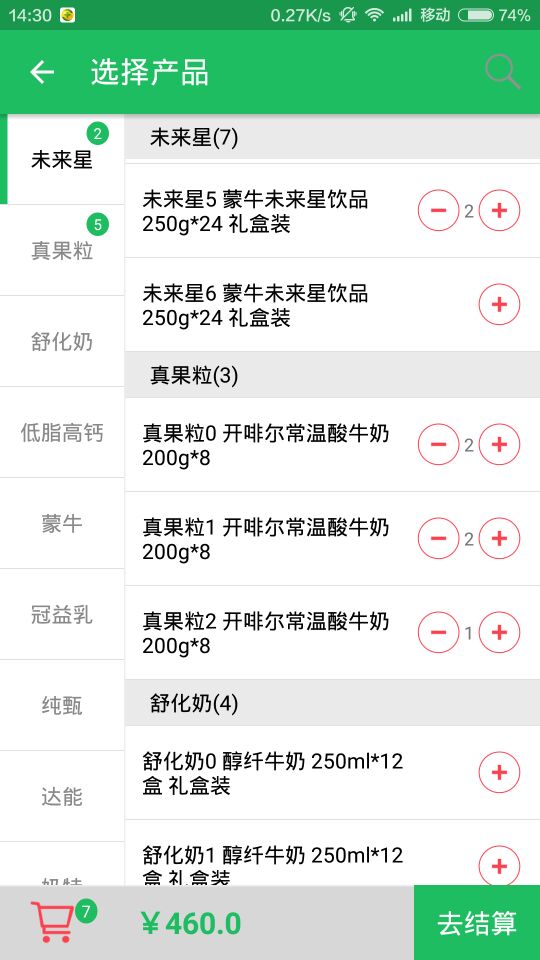 14:30 0.27K/s 移动 74%
选择产品
2
未来星
5
真果粒
舒化奶
低脂高钙
蒙牛
冠益乳
纯甄
达能
未来星(7)
未来星5 蒙牛未来星饮品
250g*24 礼盒装
2
未来星6 蒙牛未来星饮品
250g*24 礼盒装
真果粒(3)
真果粒0 开啡尔常温酸牛奶
200g*8
2
真果粒1 开啡尔常温酸牛奶
200g*8
2
真果粒2 开啡尔常温酸牛奶
200g*8
1
舒化奶(4)
舒化奶0 醇纤牛奶 250ml*12
盒 礼盒装
舒化奶1 醇纤牛奶 250ml*12
盒 礼盒装
7
￥460.0
去结算